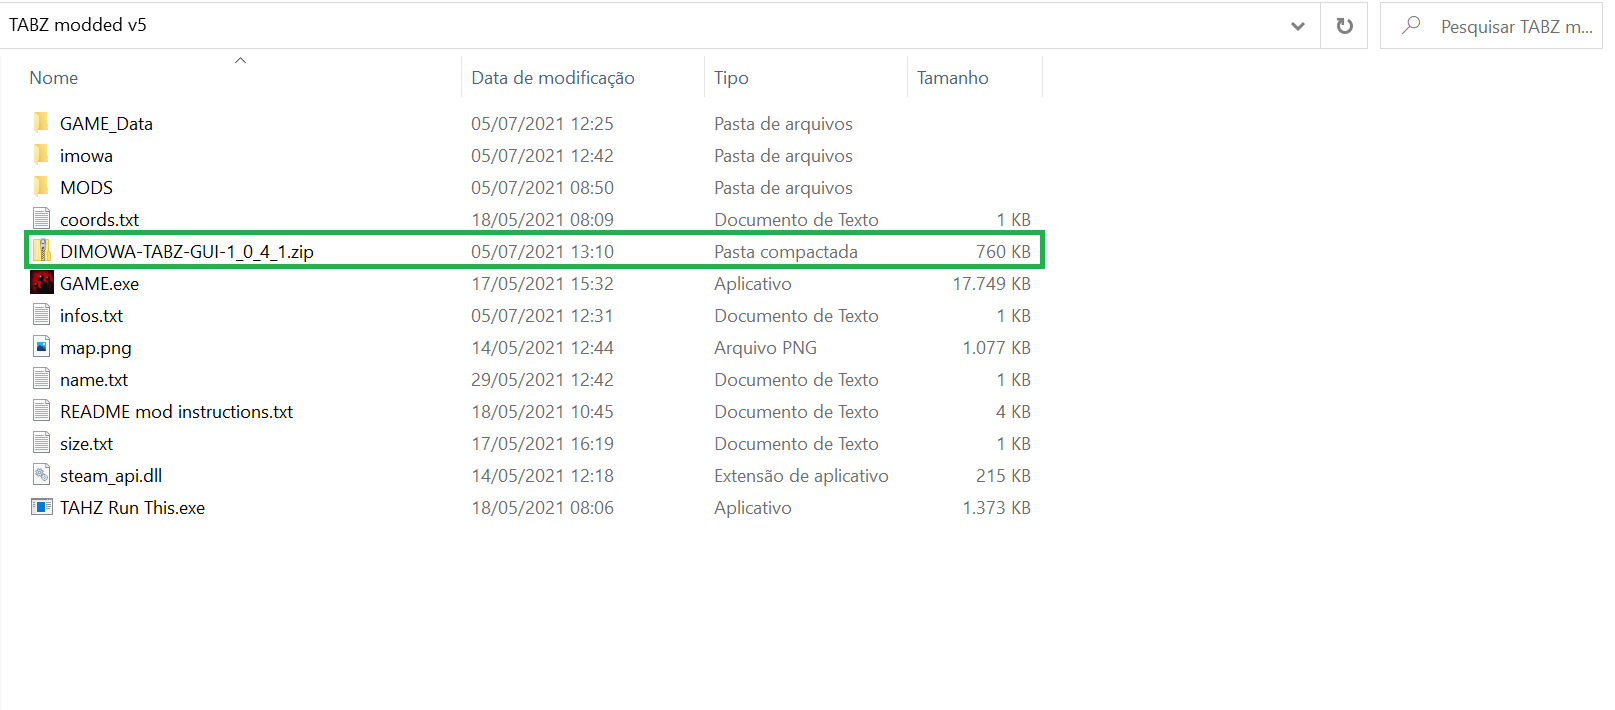 TABZ modded v5 Pesquisar TABZ m...
Nome Data de modificação Tipo Tamanho
GAME_Data 05/07/2021 12:25 Pasta de arquivos
imowa 05/07/2021 12:42 Pasta de arquivos
MODS 05/07/2021 08:50 Pasta de arquivos
coords.txt 18/05/2021 08:09 Documento de Texto 1 KB
DIMOWA-TABZ-GUI-1_0_4_1.zip 05/07/2021 13:10 Pasta compactada 760 KB
GAME.exe 17/05/2021 15:32 Aplicativo 17.749 KB
infos.txt 05/07/2021 12:31 Documento de Texto 1 KB
map.png 14/05/2021 12:44 Arquivo PNG 1.077 KB
name.txt 29/05/2021 12:42 Documento de Texto 1 KB
README mod instructions.txt 18/05/2021 10:45 Documento de Texto 4 KB
size.txt 17/05/2021 16:19 Documento de Texto 1 KB
steam_api.dll 14/05/2021 12:18 Extensão de aplicativo 215 KB
TAHZ Run This.exe 18/05/2021 08:06 Aplicativo 1.373 KB